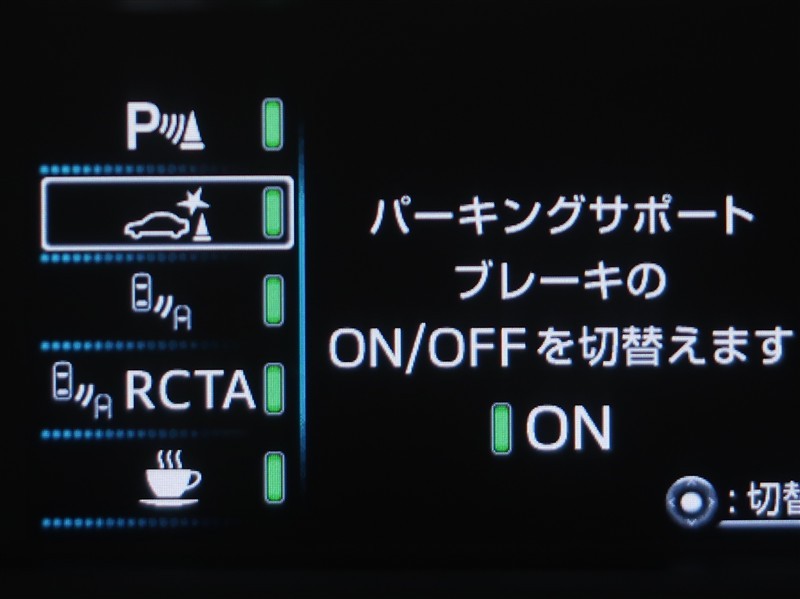 P
パーキングサポート
ブレーキの
ON/OFFを切替えます
RCTA
ON
:切替